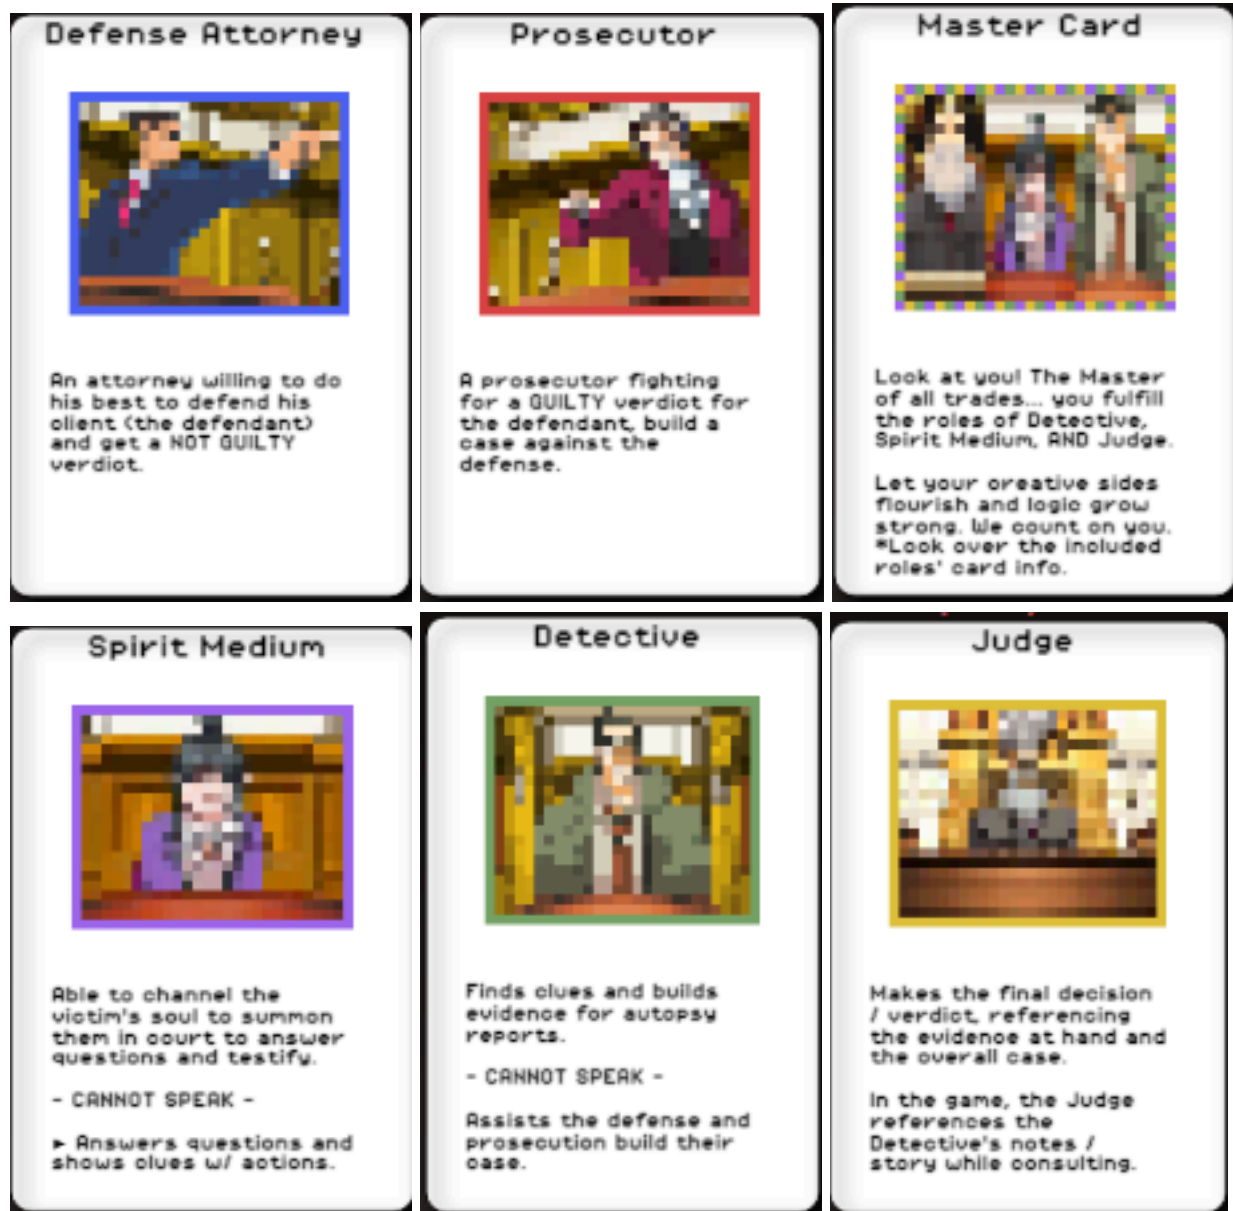 Defense Attorney
An attorney willing to do
his best to defend his
client (the defendant)
and get a NOT GUILTY
verdict.
Prosecutor
A prosecutor fighting
for a GUILTY verdict for
the defendant, build a
case against the
defense.
Master Card
Look at you! The Master
of all trades... you fulfill
the roles of Detective,
Spirit Medium, AND Judge.
Let your creative sides
flourish and logic grow
strong. We count on you.
*Look over the included
roles' card info.
Spirit Medium
Able to channel the
victim's soul to summon
them in court to answer
questions and testify.
- CANNOT SPEAK -
► Answers questions and
shows clues w/ actions.
Detective
Finds clues and builds
evidence for autopsy
reports.
- CANNOT SPEAK -
Assists the defense and
prosecution build their
case.
Judge
Makes the final decision
/ verdict, referencing
the evidence at hand and
the overall case.
In the game, the Judge
references the
Detective's notes /
story while consulting.